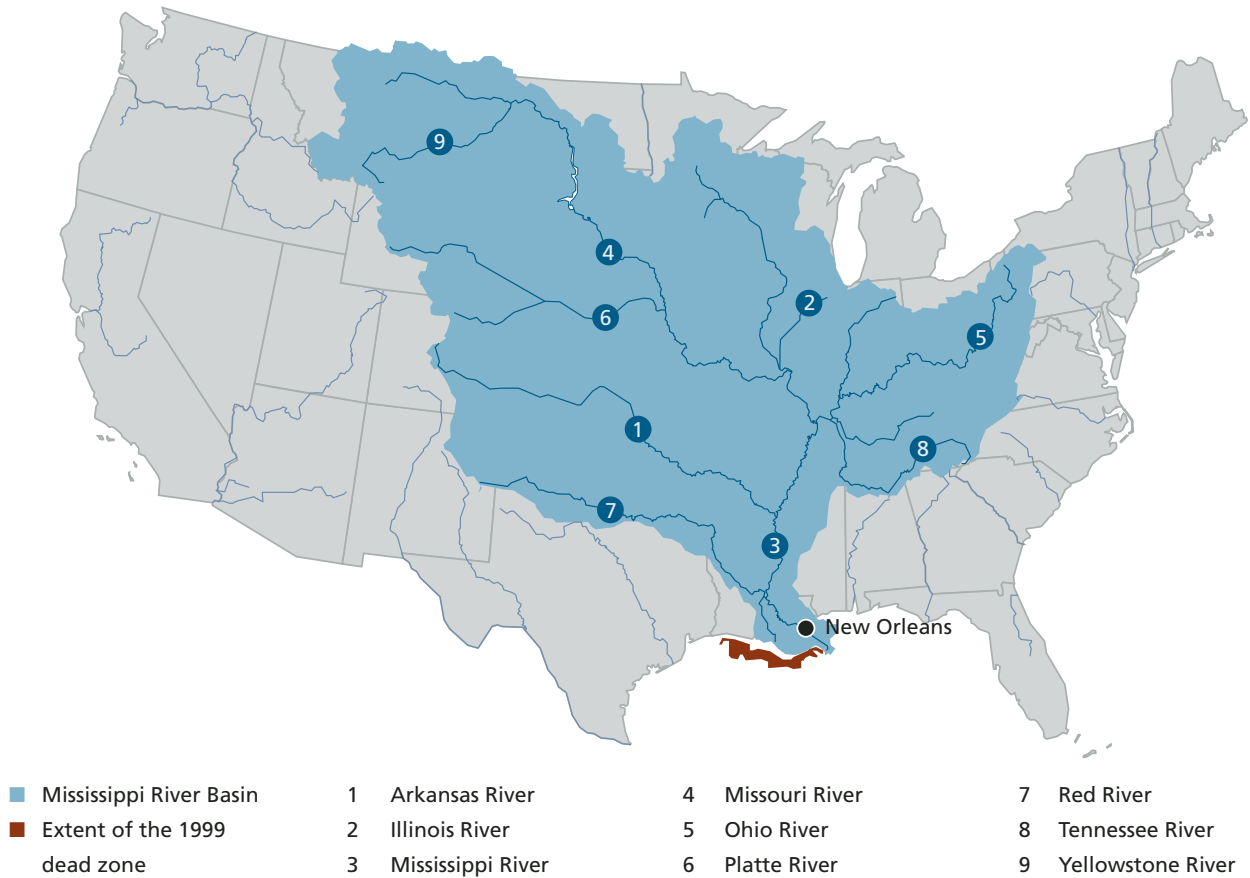 9
4
2
6
5
1
8
7
3
New Orleans
Mississippi River Basin
Extent of the 1999
dead zone
1 Arkansas River
2 Illinois River
3 Mississippi River
4 Missouri River
5 Ohio River
6 Platte River
7 Red River
8 Tennessee River
9 Yellowstone River